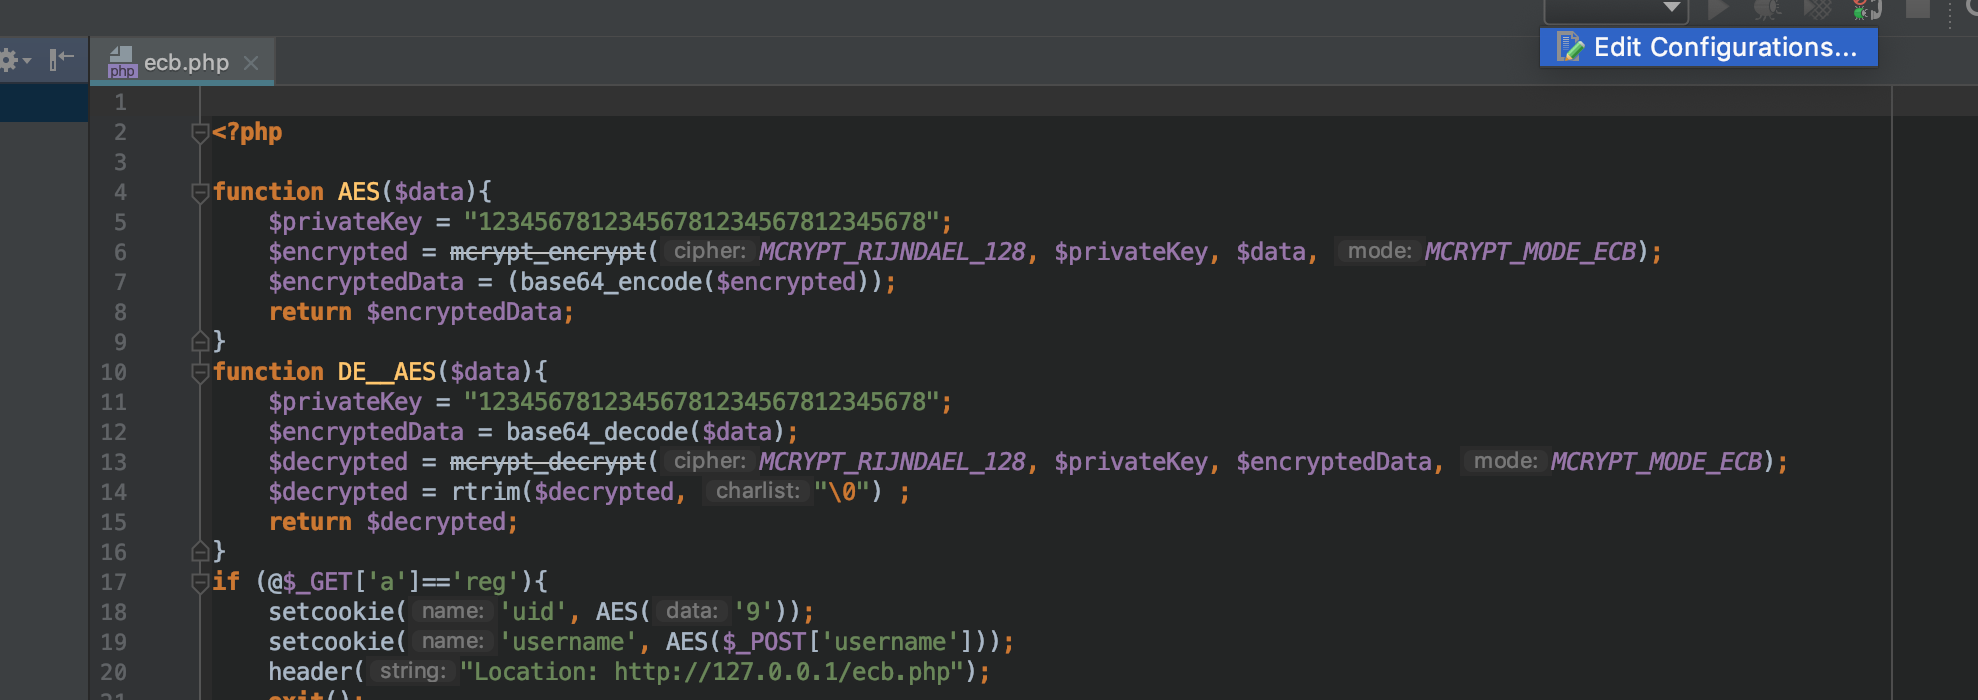 Edit Configurations...
php ecb.php
1
2 <?php
3
4 function AES($data){
5 $privateKey = "12345678123456781234567812345678";
6 $encrypted = mcrypt_encrypt( cipher: MCRYPT_RIJNDAEL_128, $privateKey, $data, mode: MCRYPT_MODE_ECB);
7 $encryptedData = (base64_encode($encrypted));
8 return $encryptedData;
9 }
10 function DE__AES($data){
11 $privateKey = "12345678123456781234567812345678";
12 $encryptedData = base64_decode($data);
13 $decrypted = mcrypt_decrypt( cipher: MCRYPT_RIJNDAEL_128, $privateKey, $encryptedData, mode: MCRYPT_MODE_ECB);
14 $decrypted = rtrim($decrypted, charlist: "\0") ;
15 return $decrypted;
16 }
17 if (@$_GET['a']=='reg'){
18 setcookie( name: 'uid', AES( data: '9'));
19 setcookie( name: 'username', AES($_POST['username']));
20 header( string: "Location: http://127.0.0.1/ecb.php");
21 exit();